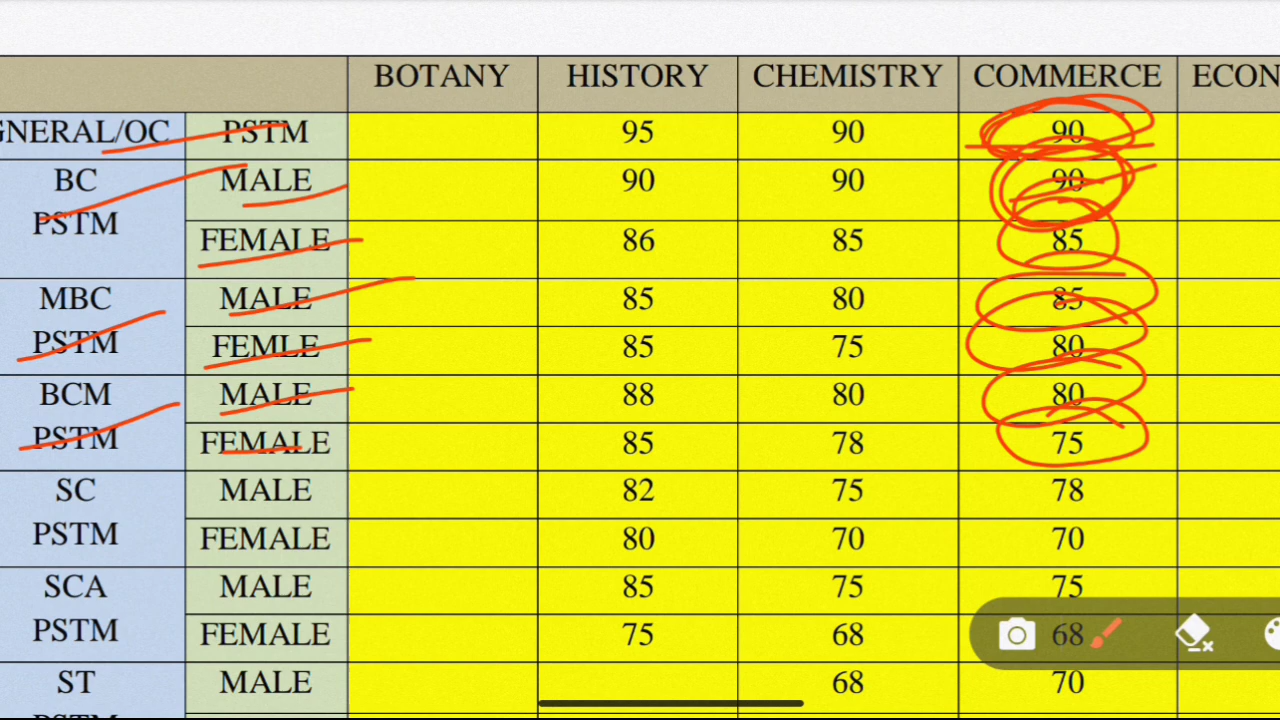 BOTANY HISTORY CHEMISTRY COMMERCE ECON
GNERAL/OC PSTM 95 90 90
BC MALE 90 90 90
PSTM
FEMALE 86 85 85
MBC MALE 85 80 85
PSTM FEMLE 85 75 80
BCM MALE 88 80 80
PSTM FEMALE 85 78 75
SC MALE 82 75 78
PSTM FEMALE 80 70 70
SCA MALE 85 75 75
PSTM FEMALE 75 68 68
ST MALE 68 70
PSTM